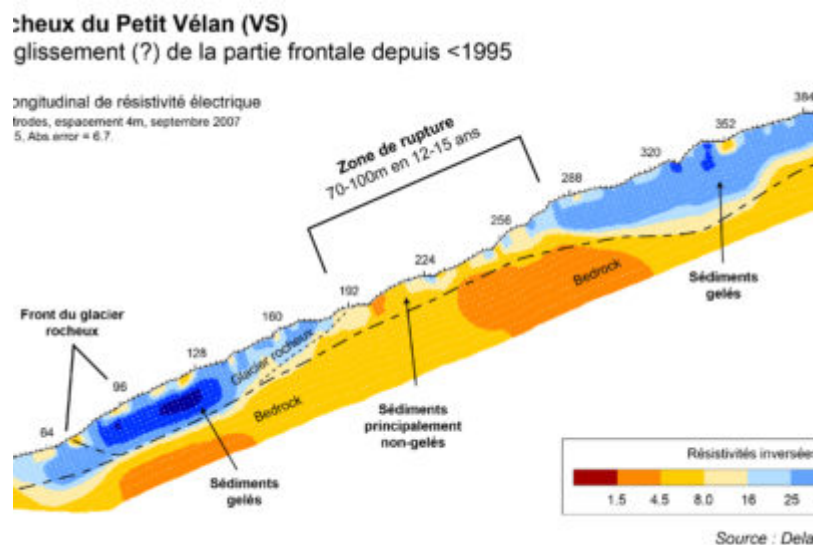 cheux du Petit Vélan (VS)
glissement (?) de la partie frontale depuis <1995
ongitudinal de résistivité électrique
trodes, espacement 4m, septembre 2007
5, Abs.error = 6.7.
Zone de rupture
70-100m en 12-15 ans
384
352
320
288
256
224
192
160
128
96
64
Front du glacier
rocheux
Glacier rocheux
Bedrock
Bedrock
Sédiments
gelés
Sédiments
principalement
non-gelés
Sédiments
gelés
Résistivités inversées
1.5 4.5 8.0 16 25
Source : Dela